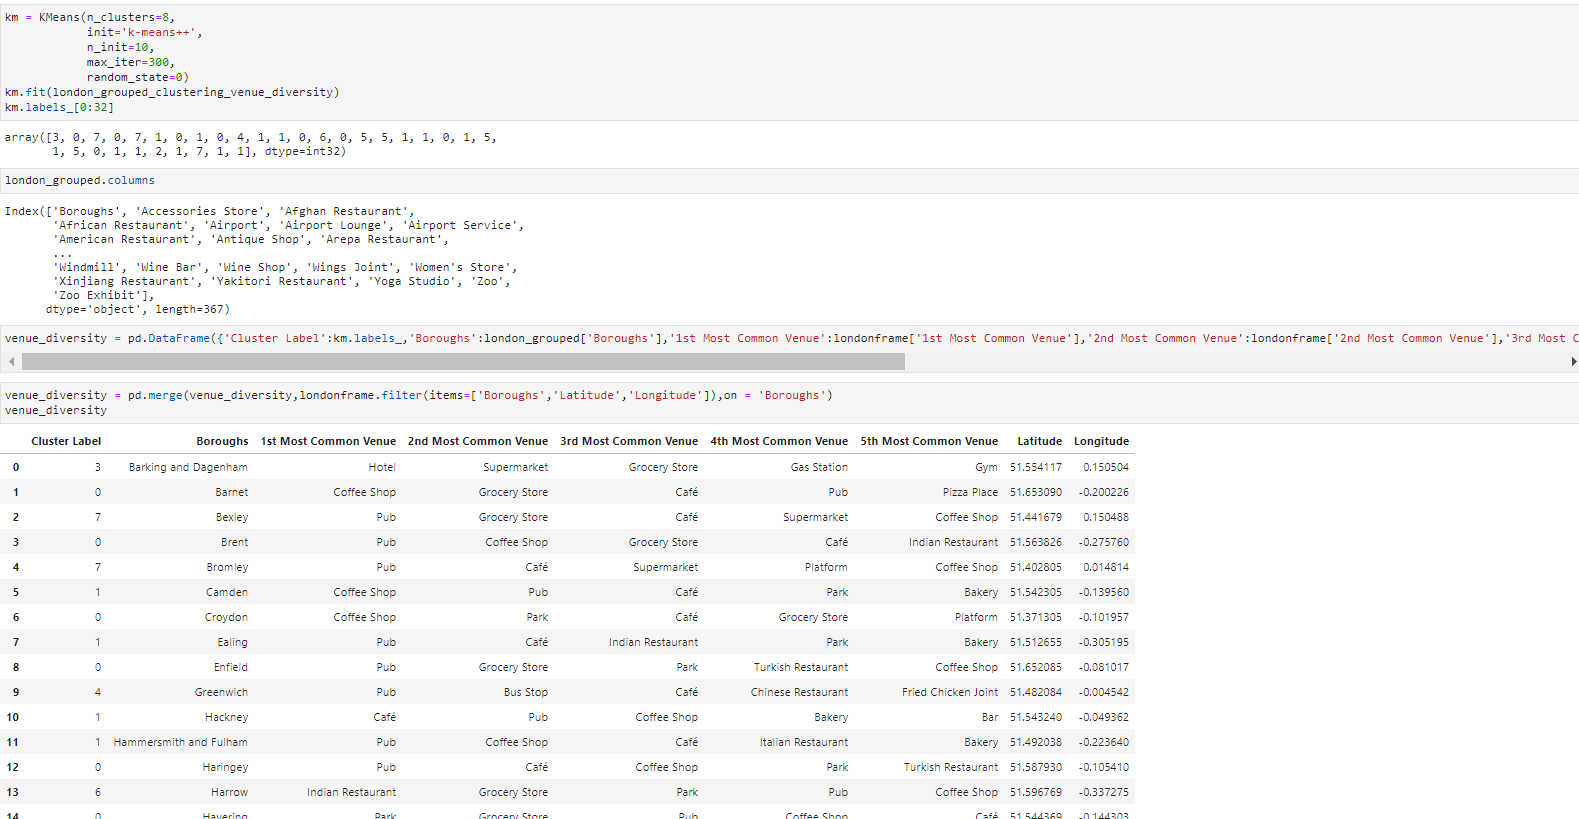 km = KMeans(n_clusters=8,
init='k-means++',
n_init=10,
max_iter=300,
random_state=0)
km.fit(london_grouped_clustering_venue_diversity)
km.labels_[0:32]
array([3, 0, 7, 0, 7, 1, 0, 1, 0, 4, 1, 1, 0, 6, 0, 5, 5, 1, 1, 0, 1, 5,
1, 5, 0, 1, 1, 2, 1, 7, 1, 1], dtype=int32)
london_grouped.columns
Index(['Boroughs', 'Accessories Store', 'Afghan Restaurant',
'African Restaurant', 'Airport', 'Airport Lounge', 'Airport Service',
'American Restaurant', 'Antique Shop', 'Arepa Restaurant',
...
'Windmill', 'Wine Bar', 'Wine Shop', 'Wings Joint', 'Women's Store',
'Xinjiang Restaurant', 'Yakitori Restaurant', 'Yoga Studio', 'Zoo',
'Zoo Exhibit'],
dtype='object', length=367)
venue_diversity = pd.DataFrame({'Cluster Label':km.labels_,'Boroughs':london_grouped['Boroughs'],'1st Most Common Venue':londonframe['1st Most Common Venue'],'2nd Most Common Venue':londonframe['2nd Most Common Venue'],'3rd Most C
venue_diversity = pd.merge(venue_diversity,londonframe.filter(items=['Boroughs','Latitude','Longitude']),on = 'Boroughs')
venue_diversity
Cluster Label Boroughs 1st Most Common Venue 2nd Most Common Venue 3rd Most Common Venue 4th Most Common Venue 5th Most Common Venue Latitude Longitude
0 3 Barking and Dagenham Hotel Supermarket Grocery Store Gas Station Gym 51.554117 0.150504
1 0 Barnet Coffee Shop Grocery Store Café Pub Pizza Place 51.653090 -0.200226
2 7 Bexley Pub Grocery Store Café Supermarket Coffee Shop 51.441679 0.150488
3 0 Brent Pub Coffee Shop Grocery Store Café Indian Restaurant 51.563826 -0.275760
4 7 Bromley Pub Café Supermarket Platform Coffee Shop 51.402805 0.014814
5 1 Camden Coffee Shop Pub Café Park Bakery 51.542305 -0.139560
6 0 Croydon Coffee Shop Park Café Grocery Store Platform 51.371305 -0.101957
7 1 Ealing Pub Café Indian Restaurant Park Bakery 51.512655 -0.305195
8 0 Enfield Pub Grocery Store Park Turkish Restaurant Coffee Shop 51.652085 -0.081017
9 4 Greenwich Pub Bus Stop Café Chinese Restaurant Fried Chicken Joint 51.482084 -0.004542
10 1 Hackney Café Pub Coffee Shop Bakery Bar 51.543240 -0.049362
11 1 Hammersmith and Fulham Pub Coffee Shop Café Italian Restaurant Bakery 51.492038 -0.223640
12 0 Haringey Pub Café Coffee Shop Park Turkish Restaurant 51.587930 -0.105410
13 6 Harrow Indian Restaurant Grocery Store Park Pub Coffee Shop 51.596769 -0.337275
14 0 Havering Park Grocery Store Pub Coffee Shop Café 51.544369 -0.144303